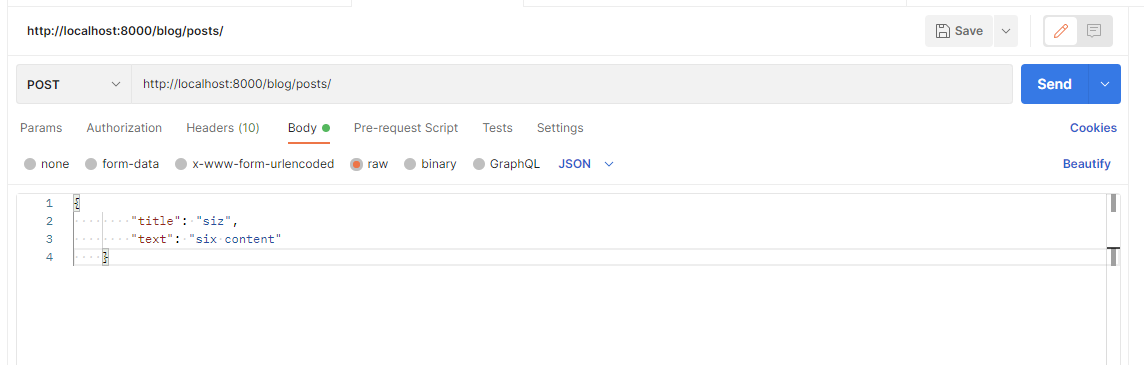 http://localhost:8000/blog/posts/ Save
POST http://localhost:8000/blog/posts/ Send
Params Authorization Headers (10) Body Pre-request Script Tests Settings Cookies
none form-data x-www-form-urlencoded raw binary GraphQL JSON Beautify
1 {
2 "title": "siz",
3 "text": "six content"
4 }